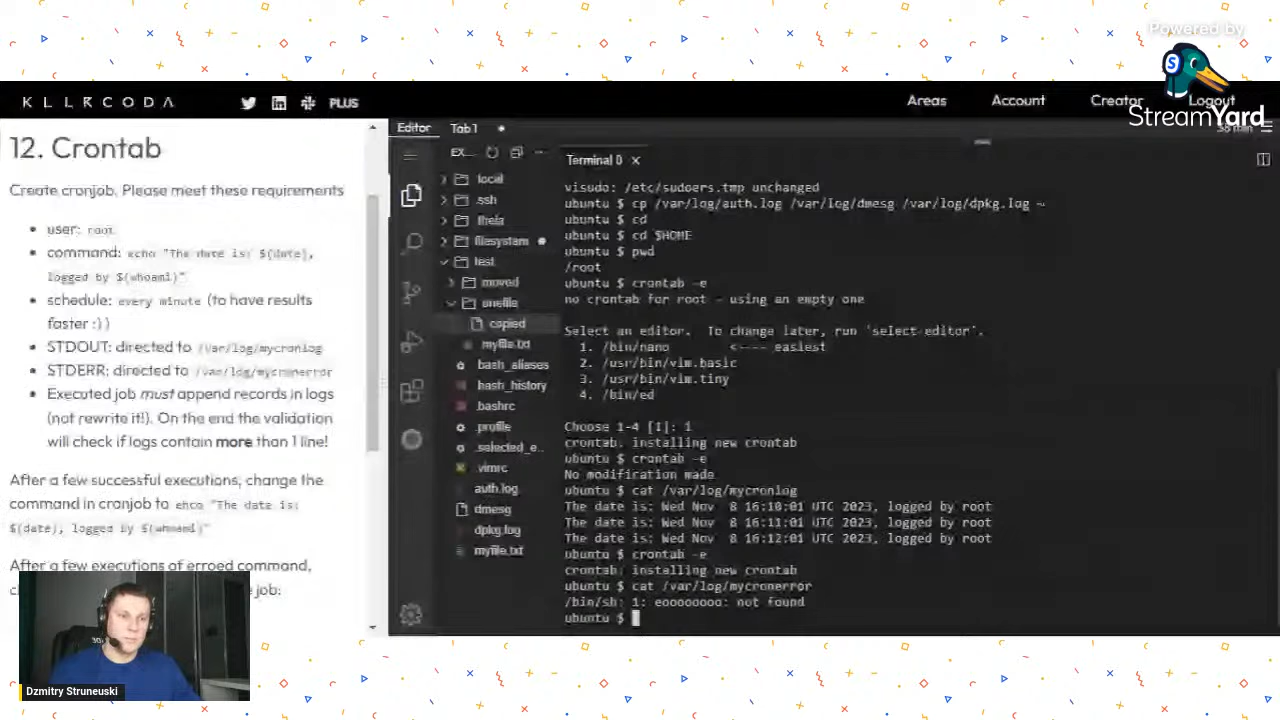 Powered by
StreamYard
KLLRCODA
PLUS
Areas
Account
Creator
Logout
12. Crontab
Create cronjob. Please meet these requirements
user: root
command: echo "The date is: $(date),
logged by $(whoami)"
schedule: every minute (to have results
faster :))
STDOUT: directed to /var/log/mycronlog
STDERR: directed to /var/log/mycronerror
Executed job must append records in logs
(not rewrite it!). On the end the validation
will check if logs contain more than 1 line!
After a few successful executions, change the
command in cronjob to ehco "The date is:
$(date), logged by $(whoami)"
After a few executions of erroed command,
job:
Dzmitry Struneuski
Editor
Tab 1
38 min
EX...
local
.ssh
.theia
filesystem
test
moved
onefile
copied
myfile.txt
.bash_aliases
.bash_history
.bashrc
.profile
.selected_e..
.vimrc
auth.log
dmesg
dpkg.log
myfile.txt
Terminal 0
visudo: /etc/sudoers.tmp unchanged
ubuntu $ cp /var/log/auth.log /var/log/dmesg /var/log/dpkg.log ~
ubuntu $ cd
ubuntu $ cd $HOME
ubuntu $ pwd
/root
ubuntu $ crontab -e
no crontab for root - using an empty one
Select an editor. To change later, run 'select-editor'.
1. /bin/nano <---- easiest
2. /usr/bin/vim.basic
3. /usr/bin/vim.tiny
4. /bin/ed
Choose 1-4 [1]: 1
crontab: installing new crontab
ubuntu $ crontab -e
No modification made
ubuntu $ cat /var/log/mycronlog
The date is: Wed Nov 8 16:10:01 UTC 2023, logged by root
The date is: Wed Nov 8 16:11:01 UTC 2023, logged by root
The date is: Wed Nov 8 16:12:01 UTC 2023, logged by root
ubuntu $ crontab -e
crontab: installing new crontab
ubuntu $ cat /var/log/mycronerror
/bin/sh: 1: eoooooooo: not found
ubuntu $